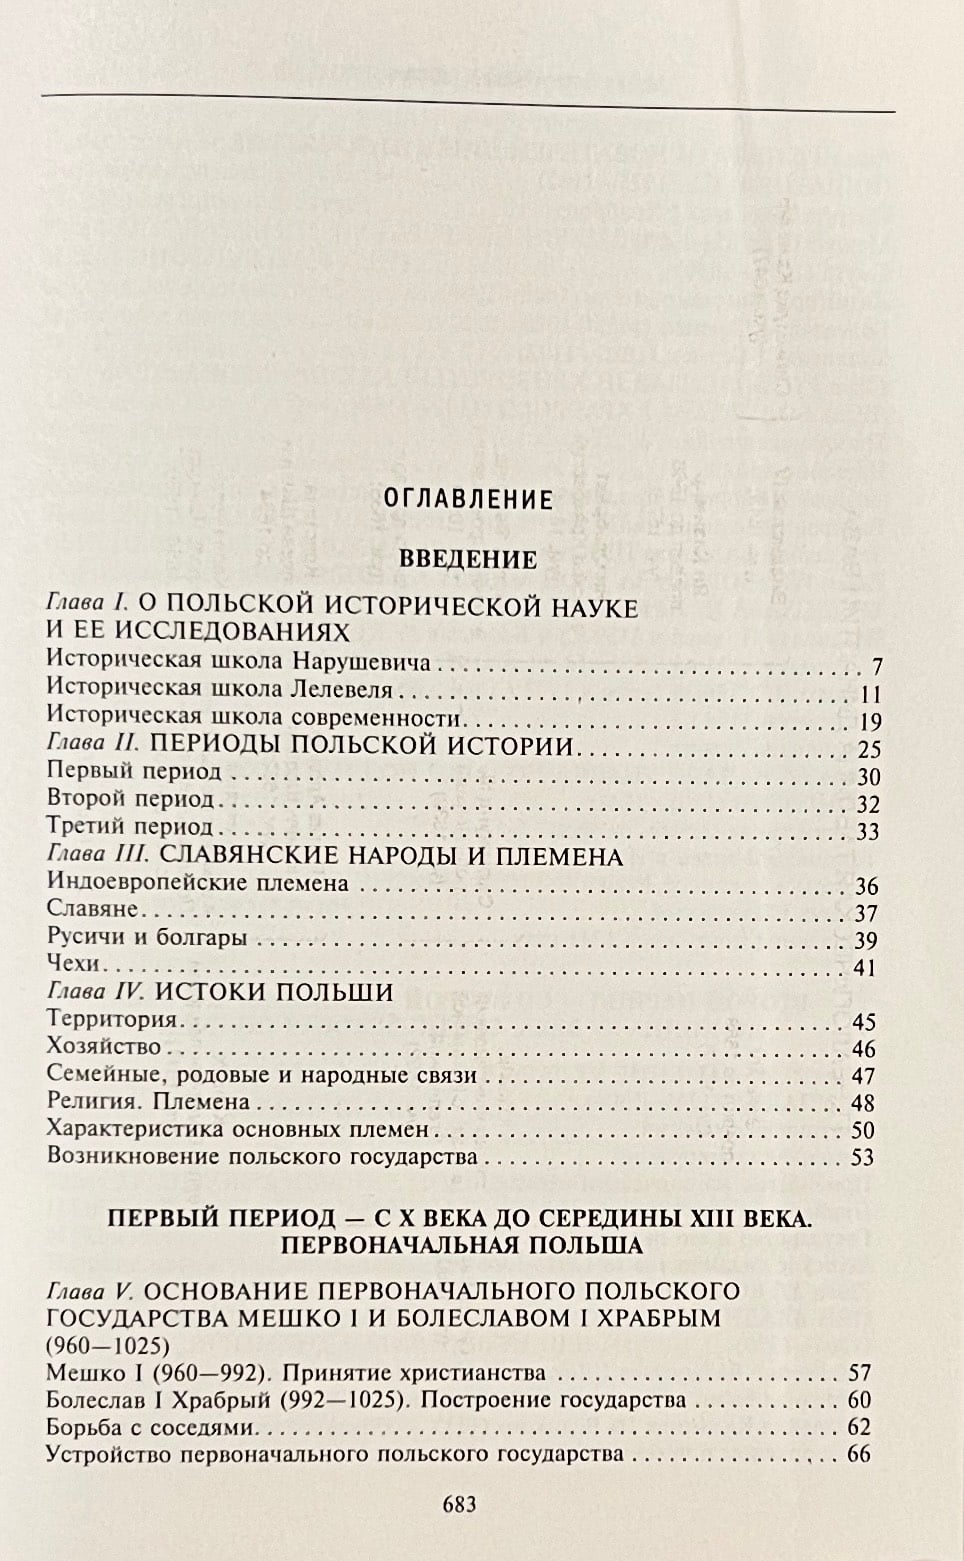 ОГЛАВЛЕНИЕ
ВВЕДЕНИЕ
Глава I. О ПОЛЬСКОЙ ИСТОРИЧЕСКОЙ НАУКЕ
И ЕЕ ИССЛЕДОВАНИЯХ
Историческая школа Нарушевича 7
Историческая школа Лелевеля 11
Историческая школа современности 19
Глава II. ПЕРИОДЫ ПОЛЬСКОЙ ИСТОРИИ 25
Первый период 30
Второй период 32
Третий период 33
Глава III. СЛАВЯНСКИЕ НАРОДЫ И ПЛЕМЕНА
Индоевропейские племена 36
Славяне 37
Русичи и болгары 39
Чехи 41
Глава IV. ИСТОКИ ПОЛЬШИ
Территория 45
Хозяйство 46
Семейные, родовые и народные связи 47
Религия. Племена 48
Характеристика основных племен 50
Возникновение польского государства 53
ПЕРВЫЙ ПЕРИОД — С X ВЕКА ДО СЕРЕДИНЫ XIII ВЕКА.
ПЕРВОНАЧАЛЬНАЯ ПОЛЬША
Глава V. ОСНОВАНИЕ ПЕРВОНАЧАЛЬНОГО ПОЛЬСКОГО
ГОСУДАРСТВА МЕШКО I И БОЛЕСЛАВОМ I ХРАБРЫМ
(960—1025)
Мешко I (960—992). Принятие христианства 57
Болеслав I Храбрый (992—1025). Построение государства 60
Борьба с соседями 62
Устройство первоначального польского государства 66
683